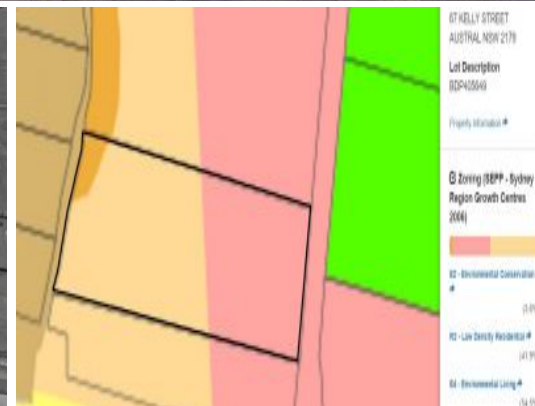 67 KELLY STREET
AUSTRAL NSW 2179
Lot Description
Property Information
Zoning (SEPP - Sydney
Region Growth Centres
2006)
E2 - Environmental Conservation
R2 - Low Density Residential
E4 - Environmental Living